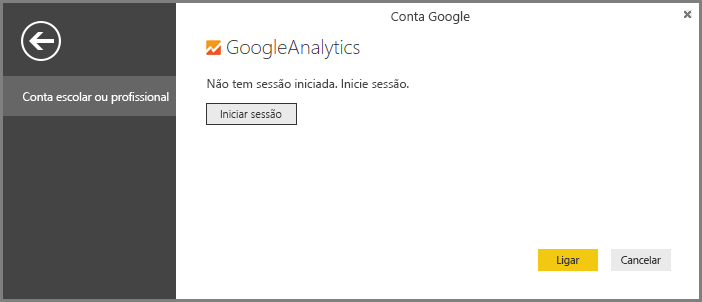 Conta Google
GoogleAnalytics
Não tem sessão iniciada. Inicie sessão.
Conta escolar ou profissional
Iniciar sessão
Ligar
Cancelar